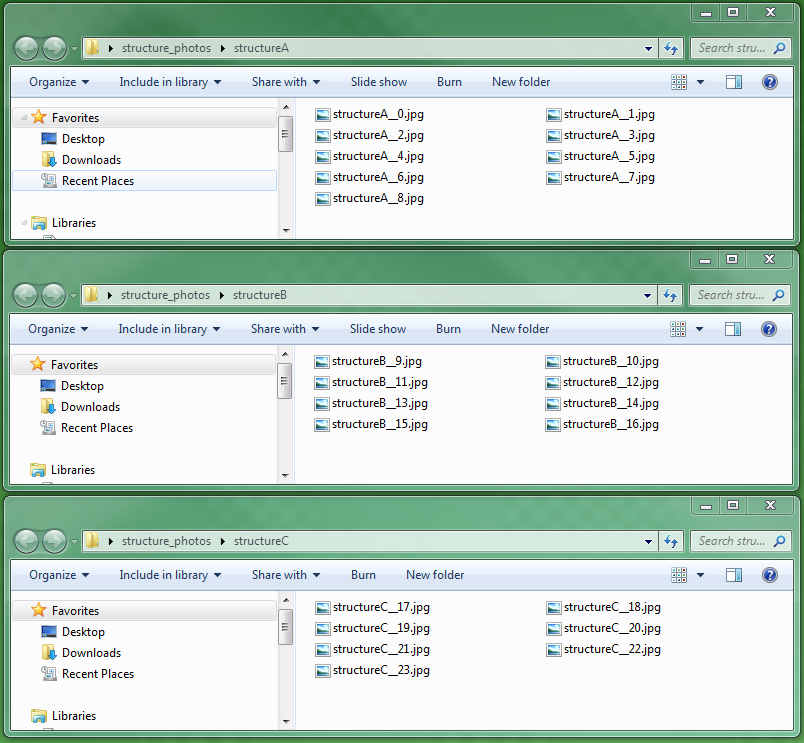 structure_photos structureA Search stru...
Organize Include in library Share with Slide show Burn New folder
Favorites
Desktop
Downloads
Recent Places
Libraries
structureA__0.jpg structureA__1.jpg
structureA__2.jpg structureA__3.jpg
structureA__4.jpg structureA__5.jpg
structureA__6.jpg structureA__7.jpg
structureA__8.jpg
structure_photos structureB Search stru...
Organize Include in library Share with Slide show Burn New folder
Favorites
Desktop
Downloads
Recent Places
Libraries
structureB__9.jpg structureB__10.jpg
structureB__11.jpg structureB__12.jpg
structureB__13.jpg structureB__14.jpg
structureB__15.jpg structureB__16.jpg
structure_photos structureC Search stru...
Organize Include in library Share with Burn New folder
Favorites
Desktop
Downloads
Recent Places
Libraries
structureC__17.jpg structureC__18.jpg
structureC__19.jpg structureC__20.jpg
structureC__21.jpg structureC__22.jpg
structureC__23.jpg